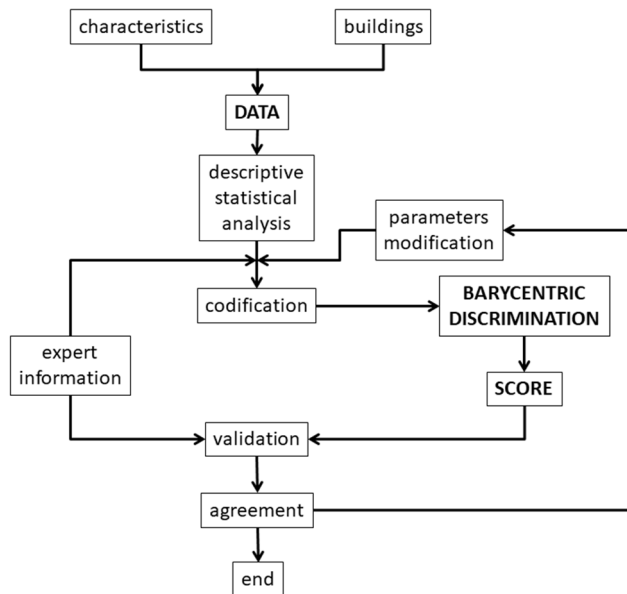 characteristics
buildings
DATA
descriptive
statistical
analysis
parameters
modification
codification
BARYCENTRIC
DISCRIMINATION
expert
information
SCORE
validation
agreement
end